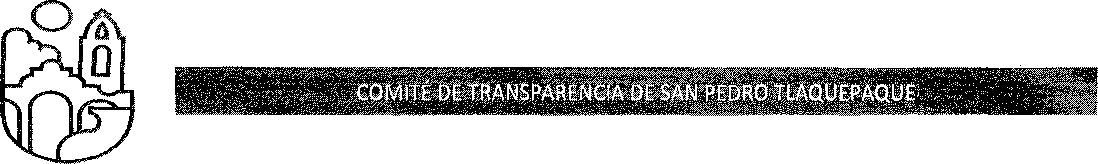 COMITÉ DE TRANSPARENCIA DE SAN PEDRO TLAQUEPAQUE